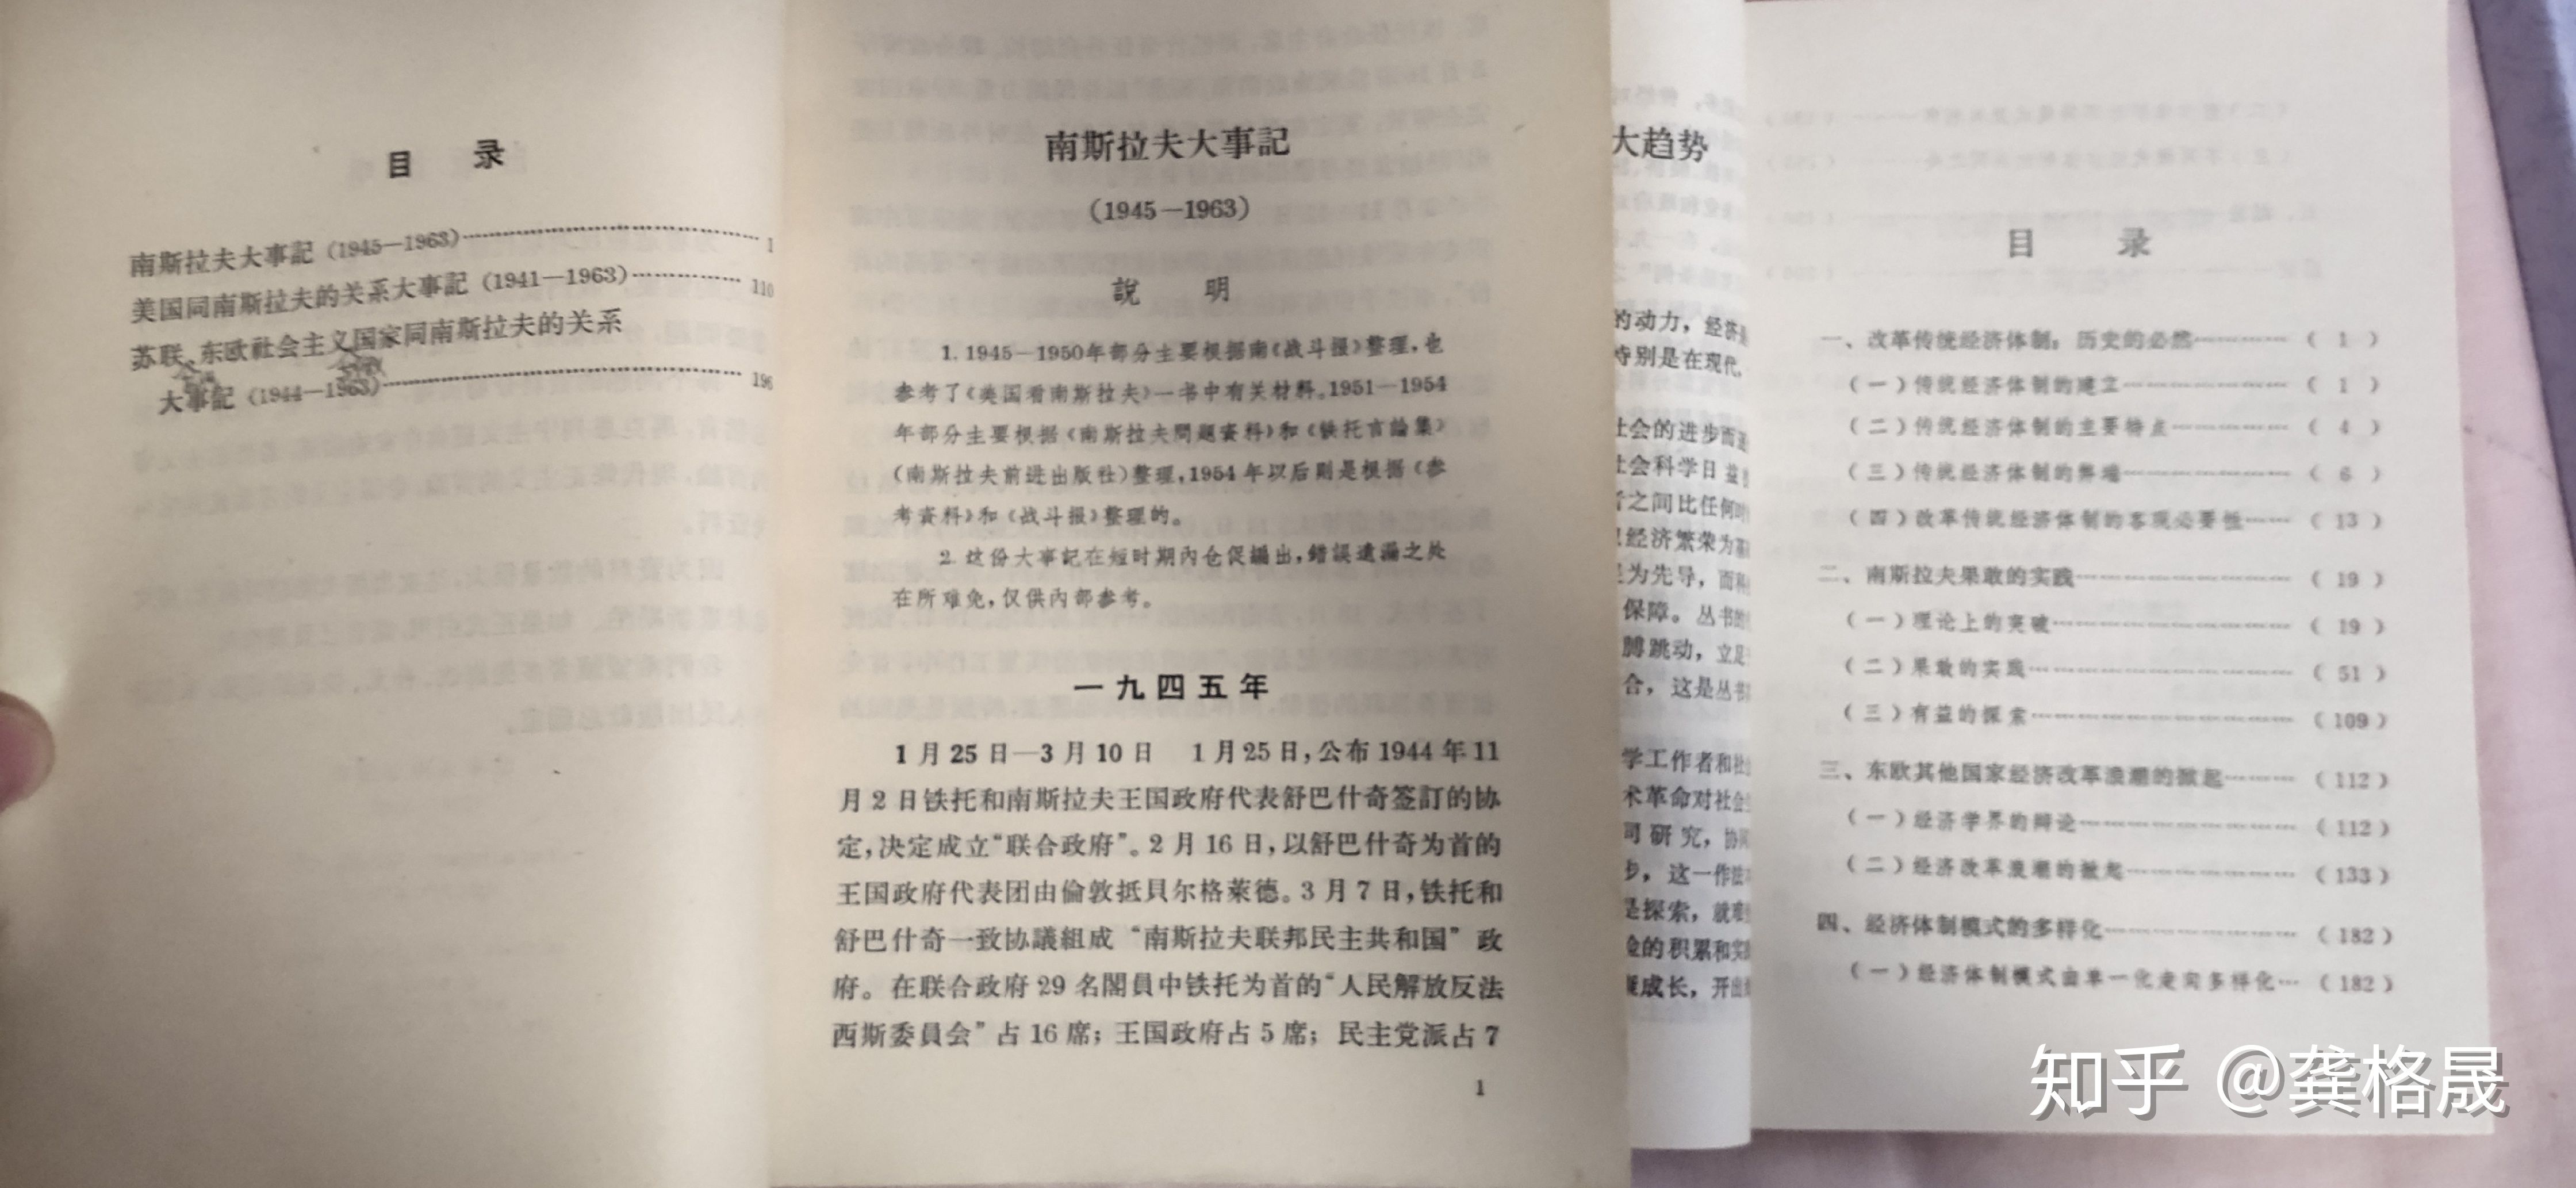 目 录
南斯拉夫大事記 (1945—1963)…… 1
美国同南斯拉夫的关系大事記 (1941—1963)…… 110
苏联、东欧社会主义国家同南斯拉夫的关系
大事記 (1944—1963)…… 196
南斯拉夫大事記
(1945—1963)
說 明
1. 1945—1950年部分主要根据南《战斗报》整理,也
参考了《美国看南斯拉夫》一书中有关材料。1951—1954
年部分主要根据《南斯拉夫問題資料》和《铁托言論集》
(南斯拉夫前进出版社)整理,1954年以后则是根据《参
考資料》和《战斗报》整理的。
2. 这份大事記在短时期內仓促編出,錯誤遺漏之处
在所难免,仅供內部参考。
一九四五年
1月25日—3月10日 1月25日,公布1944年11
月2日铁托和南斯拉夫王国政府代表舒巴什奇签訂的协
定,决定成立“联合政府”。2月16日,以舒巴什奇为首的
王国政府代表团由倫敦抵貝尔格莱德。3月7日,铁托和
舒巴什奇一致协議組成“南斯拉夫联邦民主共和国”政
府。在联合政府29名閣員中铁托为首的“人民解放反法
西斯委員会”占16席;王国政府占5席;民主党派占7
1
大趋势
的动力，经济
特别是在现代，
社会的进步而
社会科学日益
者之间比任何时
经济繁荣为
为先导，而
保障。丛书的
膊跳动，立足
合，这是丛书
学工作者和社
术革命对社会
司研究，协同
步，这一作法
是探索，就难
验的积累和实
成长，开出
目 录
一、改革传统经济体制：历史的必然…… ( 1 )
(一)传统经济体制的建立…… ( 1 )
(二)传统经济体制的主要特点…… ( 4 )
(三)传统经济体制的弊端…… ( 6 )
(四)改革传统经济体制的客观必要性…… ( 13 )
二、南斯拉夫果敢的实践…… ( 19 )
(一)理论上的突破…… ( 19 )
(二)果敢的实践…… ( 51 )
(三)有益的探索…… (109 )
三、东欧其他国家经济改革浪潮的掀起…… ( 112 )
(一)经济学界的辩论…… ( 112 )
(二)经济改革浪潮的掀起…… ( 133 )
四、经济体制模式的多样化…… ( 182 )
(一)经济体制模式由单一化走向多样化… ( 182 )
知乎 @龚格晟